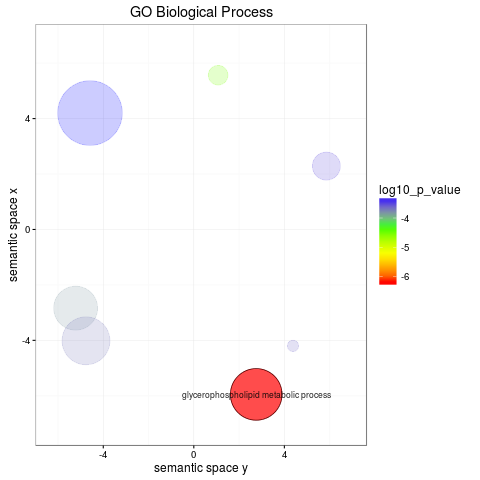 GO Biological Process
semantic space x
4
0
-4
glycerophospholipid metabolic process
-4
0
4
semantic space y
log10_p_value
-4
-5
-6